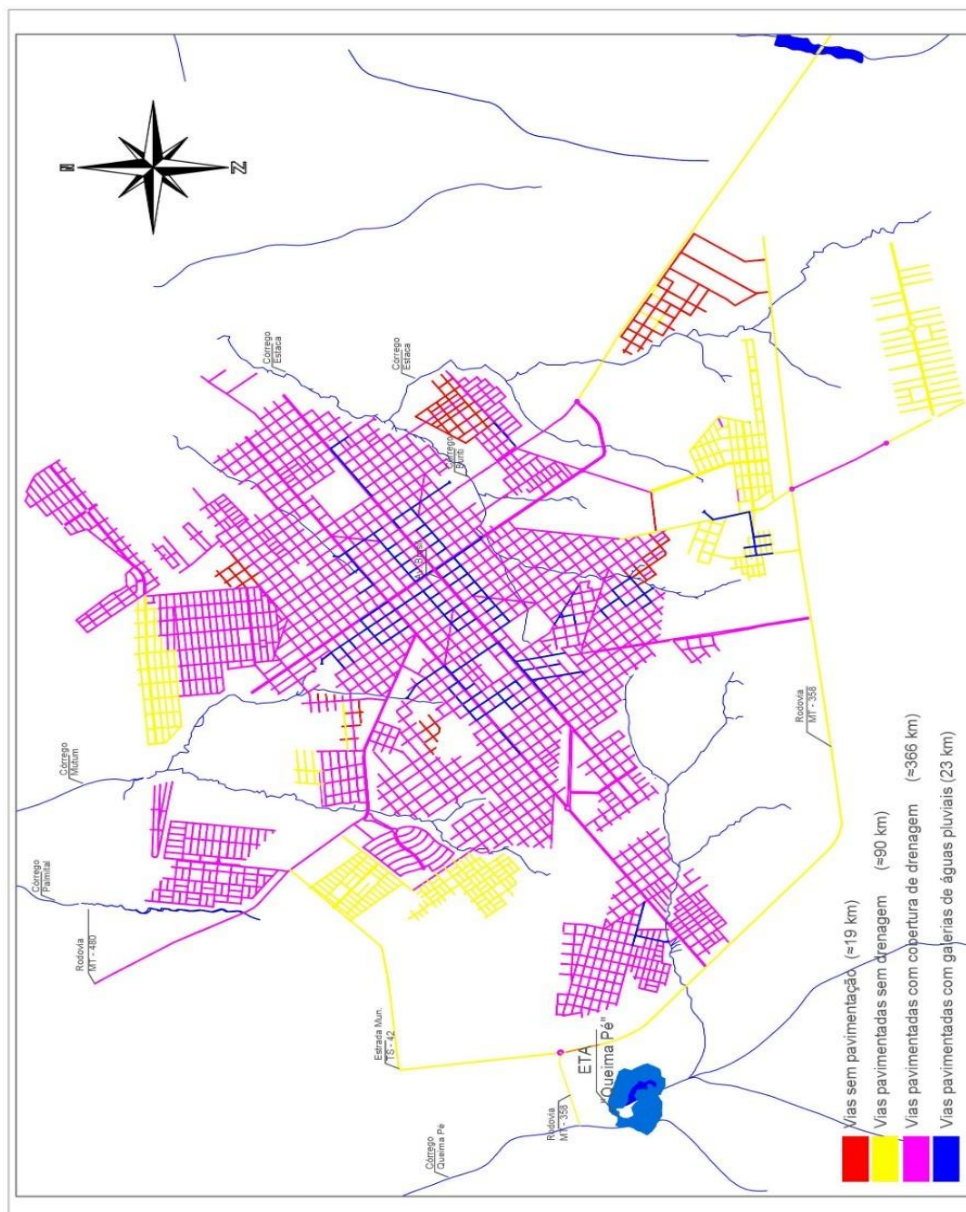 N
Córrego
Estaca
Córrego
Estaca
Córrego
Buriti
Córrego
Mutum
Córrego
Palmital
Rodovia
MT - 480
Estrada Mun.
TS - 42
Rodovia
MT - 358
ETA
"Queima Pé"
Rodovia
MT - 358
Córrego
Queima Pé
Vias sem pavimentação (≈19 km)
Vias pavimentadas sem drenagem (≈90 km)
Vias pavimentadas com cobertura de drenagem (≈366 km)
Vias pavimentadas com galerias de águas pluviais (23 km)